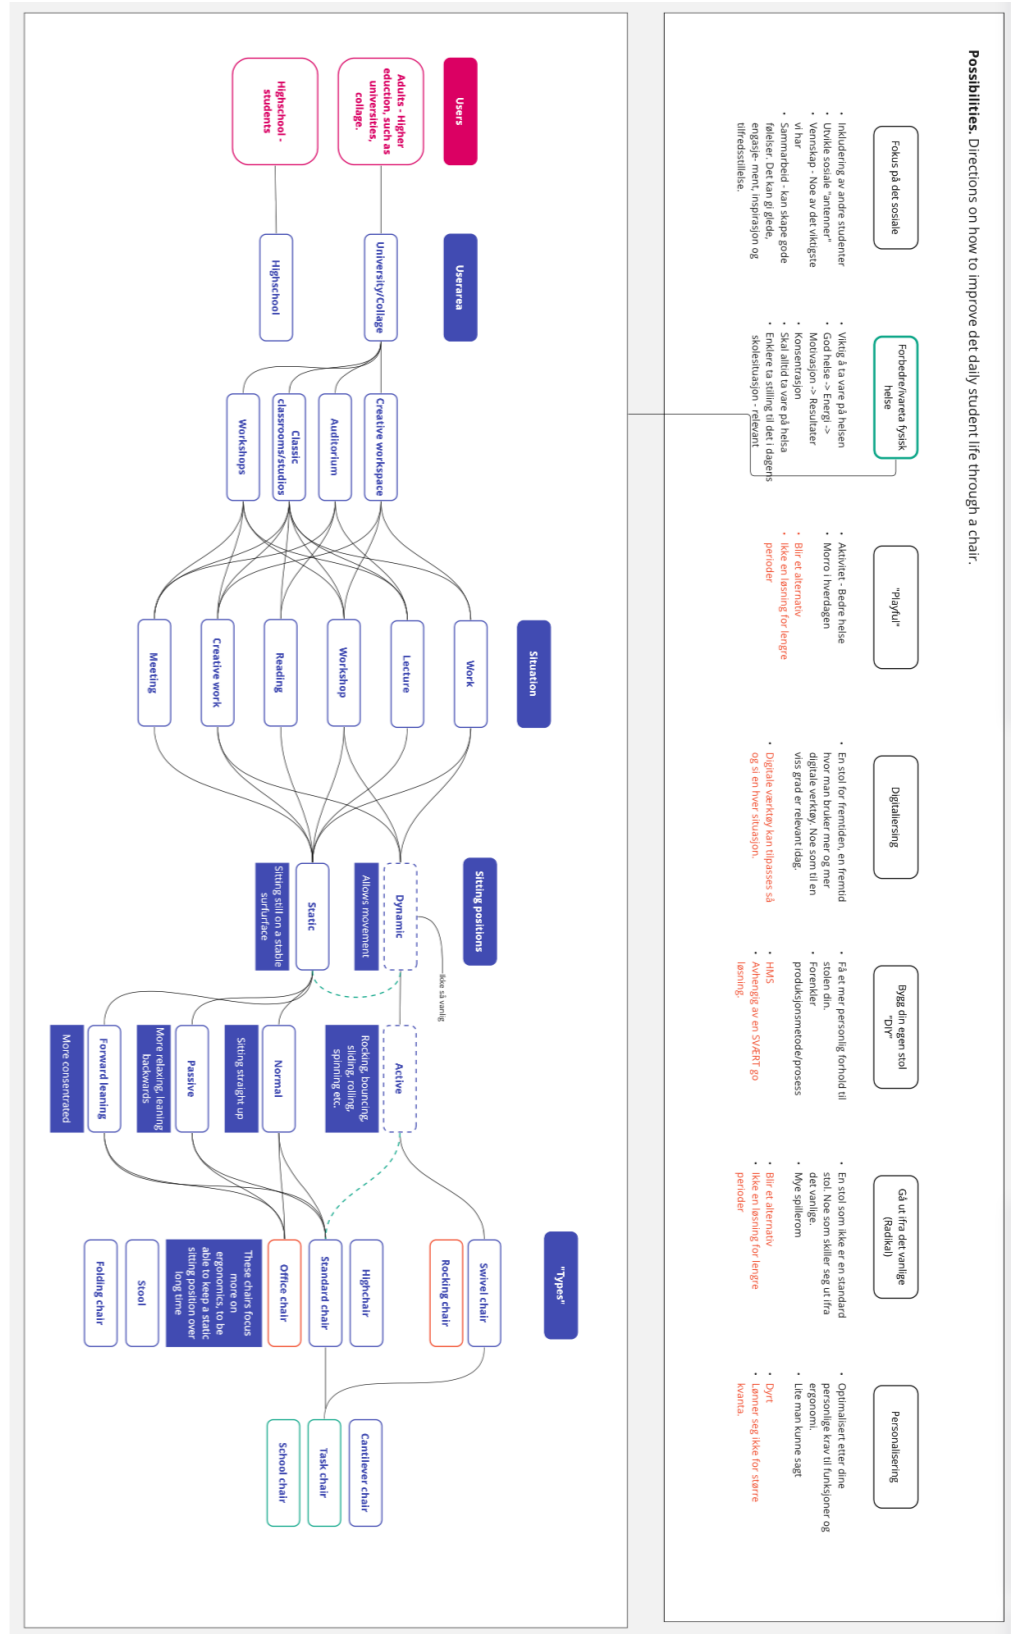 Possibilities. Directions on how to improve det daily student life through a chair.
Fokus på det sosiale
• Inkludering av andre studenter
• Utvikle sosiale "antenner"
• Vennskap - Noe av det viktigste
vi har
• Sammarbeid - kan skape gode
følelser. Det kan gi glede,
engasje- ment, inspirasjon og
tilfredsstillelse.
Forbedre/ivareta fysisk
helse
• Viktig å ta vare på helsen
• God helse -> Energi ->
Motivasjon -> Resultater
• Konsentrasjon
• Skal alltid ta vare på helsa
• Enklere ta stilling til det i dagens
skolesituasjon - relevant
"Playful"
• Aktivitet - Bedre helse
• Morro i hverdagen
• Blir et alternativ
• Ikke en løsning for lengre
perioder
Digitaliersing
• En stol for fremtiden, en fremtid
hvor man bruker mer og mer
digitale verktøy. Noe som til en
viss grad er relevant idag.
• Digitale værktøy kan tilpasses så
og si en hver situasjon.
Bygg din egen stol
"DIY"
• Få et mer personlig forhold til
stolen din.
• Forenkler
produksjonsmetode/prosess
• HMS
• Avhengig av en SVÆRT go
løsning.
Gå ut ifra det vanlige
(Radikal)
• En stol som ikke er en standard
stol. Noe som skiller seg ut ifra
det vanlige.
• Mye spillerom
• Blir et alternativ
• Ikke en løsning for lengre
perioder
Personalisering
• Optimalisert etter dine
personlige krav til funksjoner og
ergonomi.
• Lite man kunne sagt
• Dyrt
• Lønner seg ikke for større
kvanta.
Users
Adults - Higher
eduction, such as
universities,
collage.
Highschool -
students
Userarea
University/Collage
Highschool
Creative workspace
Auditorium
Classic
classrooms/studios
Workshops
Situation
Work
Lecture
Workshop
Reading
Creative work
Meeting
Sitting positions
Ikke så vanlig
Dynamic
Allows movement
Static
Sitting still on a stable
surfurface
Active
Rocking, bouncing,
sliding, rolling,
spinning etc.
Normal
Sitting straight up
Passive
More relaxing, leaning
backwards
Forward leaning
More consentrated
"Types"
Swivel chair
Rocking chair
Highchair
Standard chair
Office chair
These chairs focus
more on
ergonomics, to be
able to keep a static
sitting position over
long time
Stool
Folding chair
Cantilever chair
Task chair
School chair